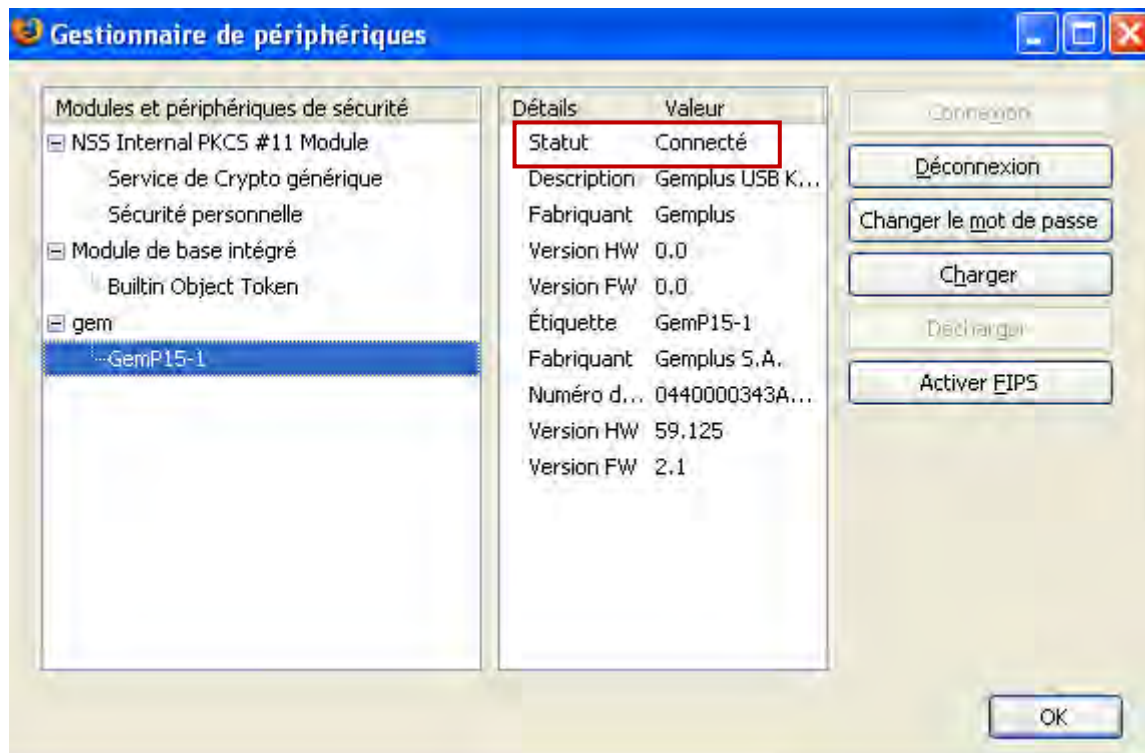 Gestionnaire de périphériques
Modules et périphériques de sécurité
NSS Internal PKCS #11 Module
Service de Crypto générique
Sécurité personnelle
Module de base intégré
Builtin Object Token
gem
GemP15-1
Détails Valeur
Statut Connecté
Description Gemplus USB K...
Fabriquant Gemplus
Version HW 0.0
Version FW 0.0
Étiquette GemP15-1
Fabriquant Gemplus S.A.
Numéro d... 0440000343A...
Version HW 59.125
Version FW 2.1
Connexion
Déconnexion
Changer le mot de passe
Charger
Décharger
Activer FIPS
OK